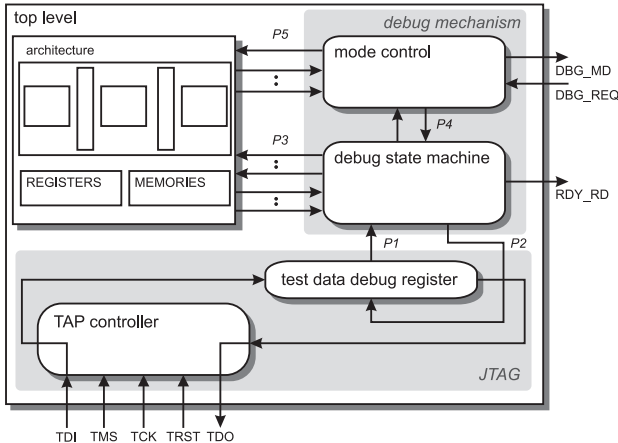 top level
debug mechanism
architecture
P5
mode control
DBG_MD
DBG_REQ
P4
P3
debug state machine
REGISTERS
MEMORIES
RDY_RD
P1
P2
test data debug register
TAP controller
JTAG
TDI
TMS
TCK
TRST
TDO